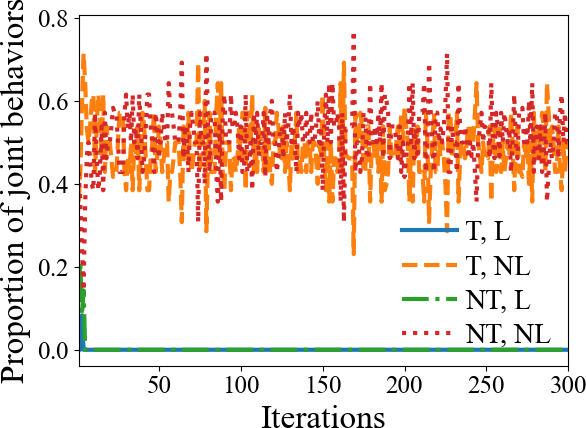 Proportion of joint behaviors
0.8
0.6
0.4
0.2
0.0
T, L
T, NL
NT, L
NT, NL
50 100 150 200 250 300
Iterations